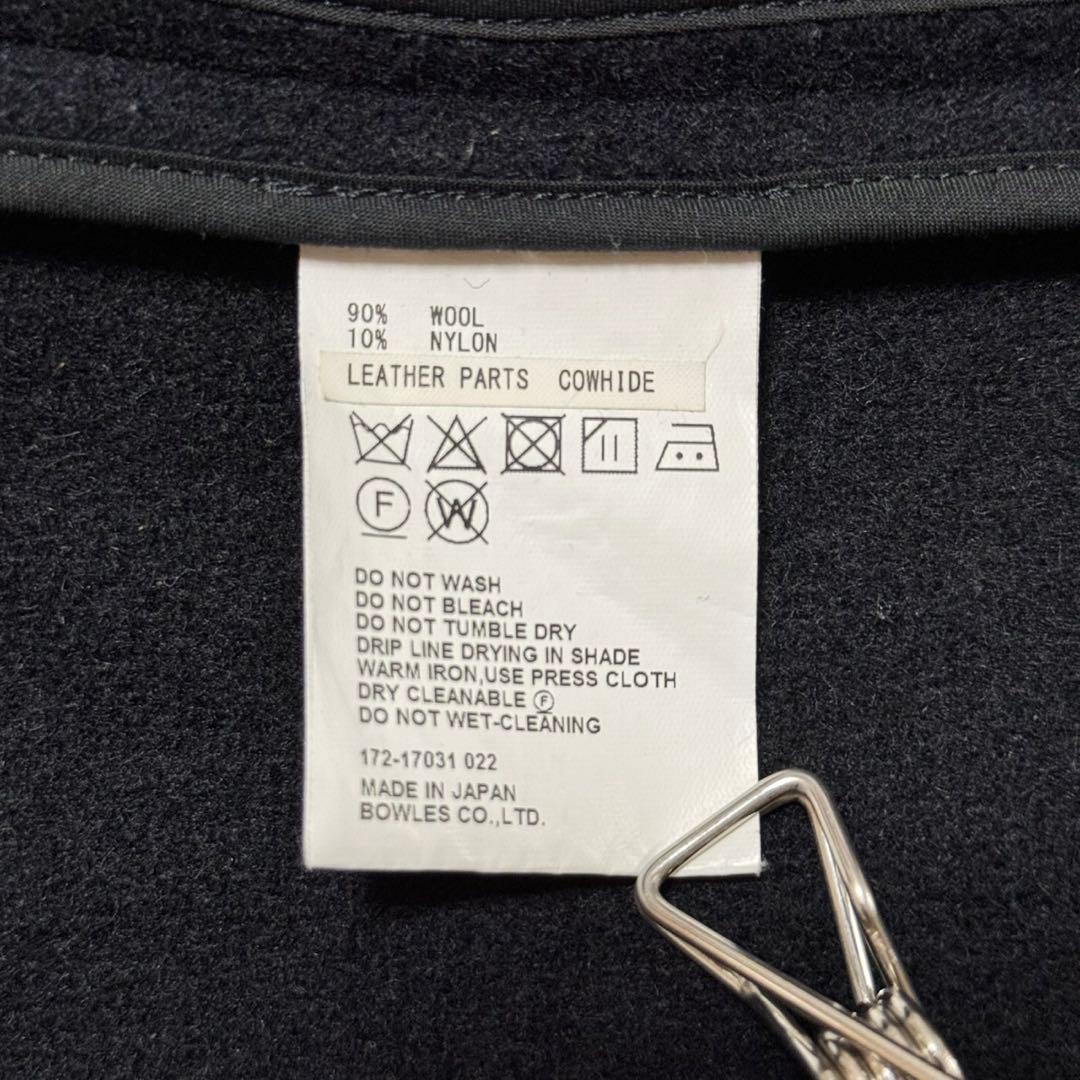 90% WOOL
10% NYLON
LEATHER PARTS COWHIDE
F W
DO NOT WASH
DO NOT BLEACH
DO NOT TUMBLE DRY
DRIP LINE DRYING IN SHADE
WARM IRON,USE PRESS CLOTH
DRY CLEANABLE Ⓕ
DO NOT WET-CLEANING
172-17031 022
MADE IN JAPAN
BOWLES CO.,LTD.